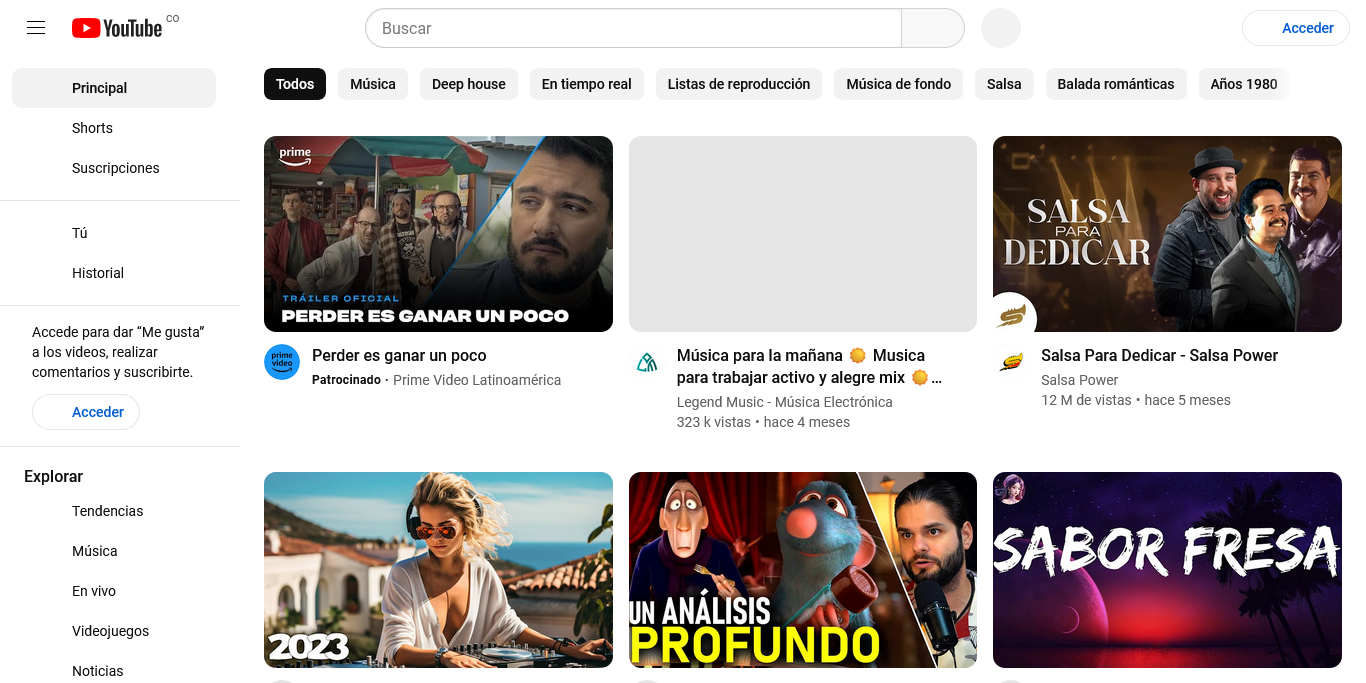 YouTube CO
Buscar
Acceder
Principal
Shorts
Suscripciones
Tú
Historial
Accede para dar “Me gusta”
a los videos, realizar
comentarios y suscribirte.
Acceder
Explorar
Tendencias
Música
En vivo
Videojuegos
Noticias
Todos
Música
Deep house
En tiempo real
Listas de reproducción
Música de fondo
Salsa
Balada románticas
Años 1980
prime
TRÁILER OFICIAL
PERDER ES GANAR UN POCO
prime
video
Perder es ganar un poco
Patrocinado · Prime Video Latinoamérica
Música para la mañana 🌼 Musica
para trabajar activo y alegre mix 🌼 ...
Legend Music - Música Electrónica
323 k vistas • hace 4 meses
SALSA
PARA
DEDICAR
Salsa Para Dedicar - Salsa Power
Salsa Power
12 M de vistas • hace 5 meses
2023
UN ANÁLISIS
PROFUNDO
SABOR FRESA